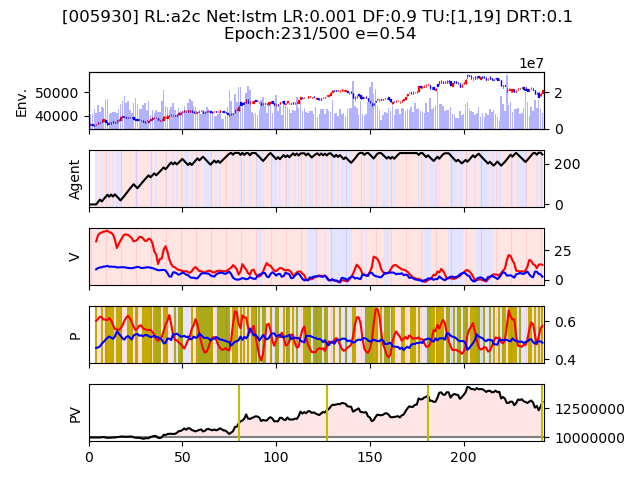 [005930] RL:a2c Net:lstm LR:0.001 DF:0.9 TU:[1,19] DRT:0.1
Epoch:231/500 e=0.54
1e7
Env.
50000
40000
2
0
Agent
200
0
V
25
0
P
0.6
0.4
PV
12500000
10000000
0 50 100 150 200